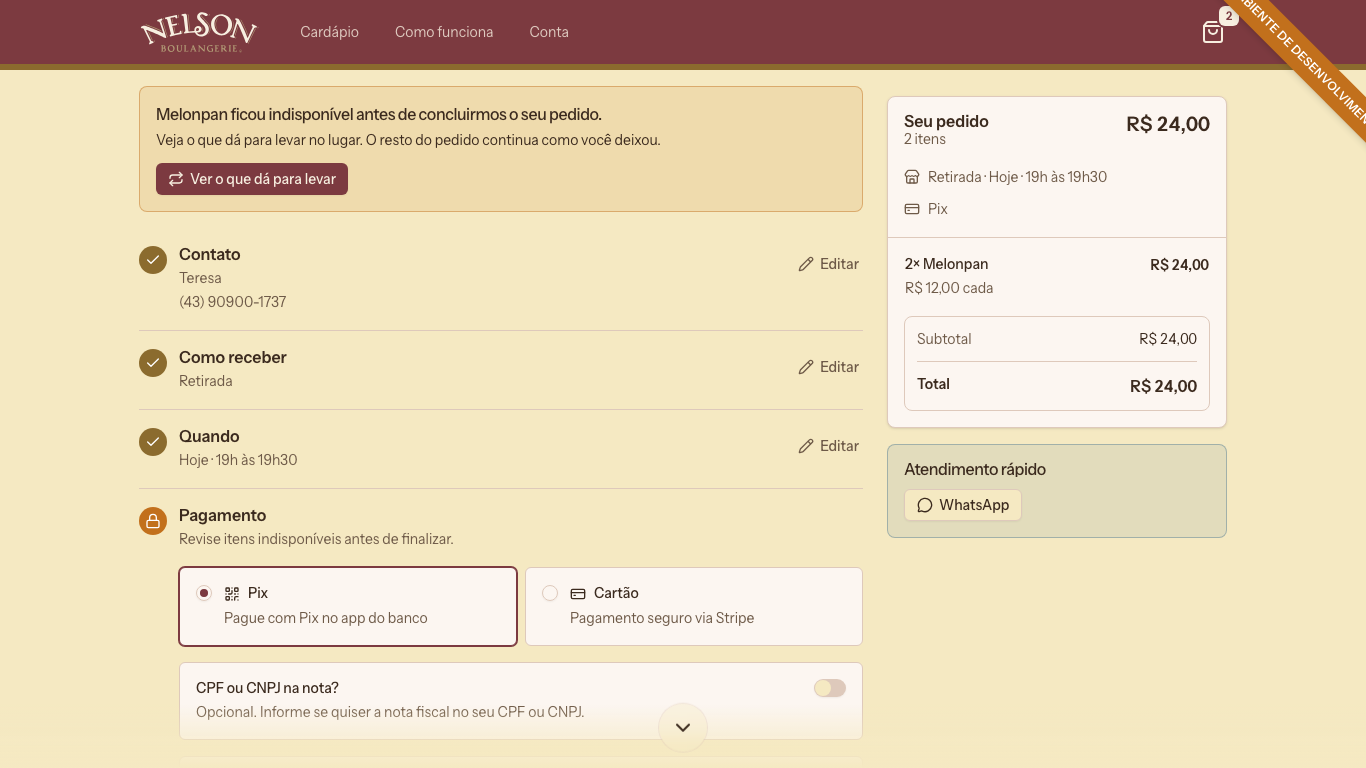 NELSON
BOULANGERIE.
Cardápio
Como funciona
Conta
2
BIENTE DE DESENVOLVIMEN
Melonpan ficou indisponível antes de concluirmos o seu pedido.
Veja o que dá para levar no lugar. O resto do pedido continua como você deixou.
Ver o que dá para levar
Contato
Teresa
(43) 90900-1737
Editar
Como receber
Retirada
Editar
Quando
Hoje · 19h às 19h30
Editar
Pagamento
Revise itens indisponíveis antes de finalizar.
Pix
Pague com Pix no app do banco
Cartão
Pagamento seguro via Stripe
CPF ou CNPJ na nota?
Opcional. Informe se quiser a nota fiscal no seu CPF ou CNPJ.
Seu pedido
R$ 24,00
2 itens
Retirada · Hoje · 19h às 19h30
Pix
2× Melonpan
R$ 24,00
R$ 12,00 cada
Subtotal
R$ 24,00
Total
R$ 24,00
Atendimento rápido
WhatsApp